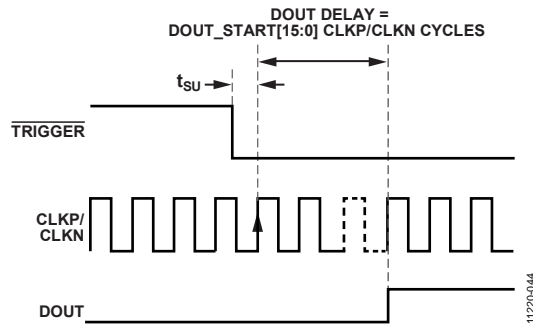 DOUT DELAY =
DOUT_START[15:0] CLKP/CLKN CYCLES
tSU
TRIGGER
CLKP/
CLKN
DOUT
11220-044